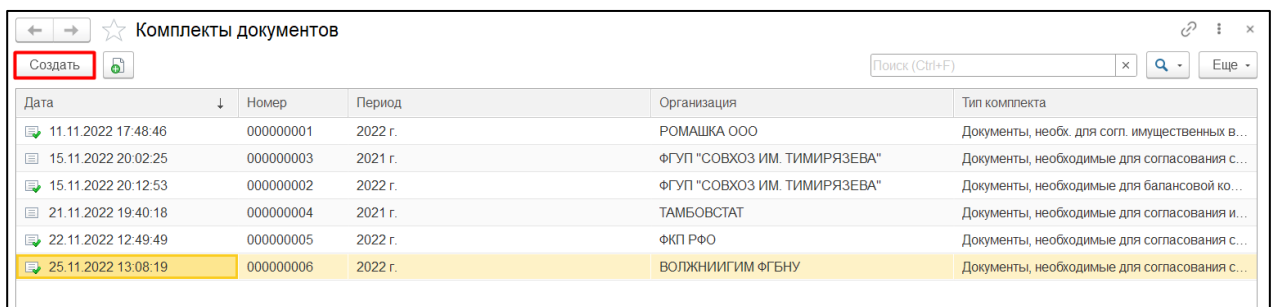 Комплекты документов
Создать Поиск (Ctrl+F) Еще
Дата Номер Период Организация Тип комплекта
11.11.2022 17:48:46 000000001 2022 г. РОМАШКА ООО Документы, необх. для согл. имущественных в...
15.11.2022 20:02:25 000000003 2021 г. ФГУП "СОВХОЗ ИМ. ТИМИРЯЗЕВА" Документы, необходимые для согласования с...
15.11.2022 20:12:53 000000002 2022 г. ФГУП "СОВХОЗ ИМ. ТИМИРЯЗЕВА" Документы, необходимые для балансовой ко...
21.11.2022 19:40:18 000000004 2021 г. ТАМБОВСТАТ Документы, необходимые для согласования и...
22.11.2022 12:49:49 000000005 2022 г. ФКП РФО Документы, необходимые для согласования с...
25.11.2022 13:08:19 000000006 2022 г. ВОЛЖНИИГИМ ФГБНУ Документы, необходимые для согласования с...